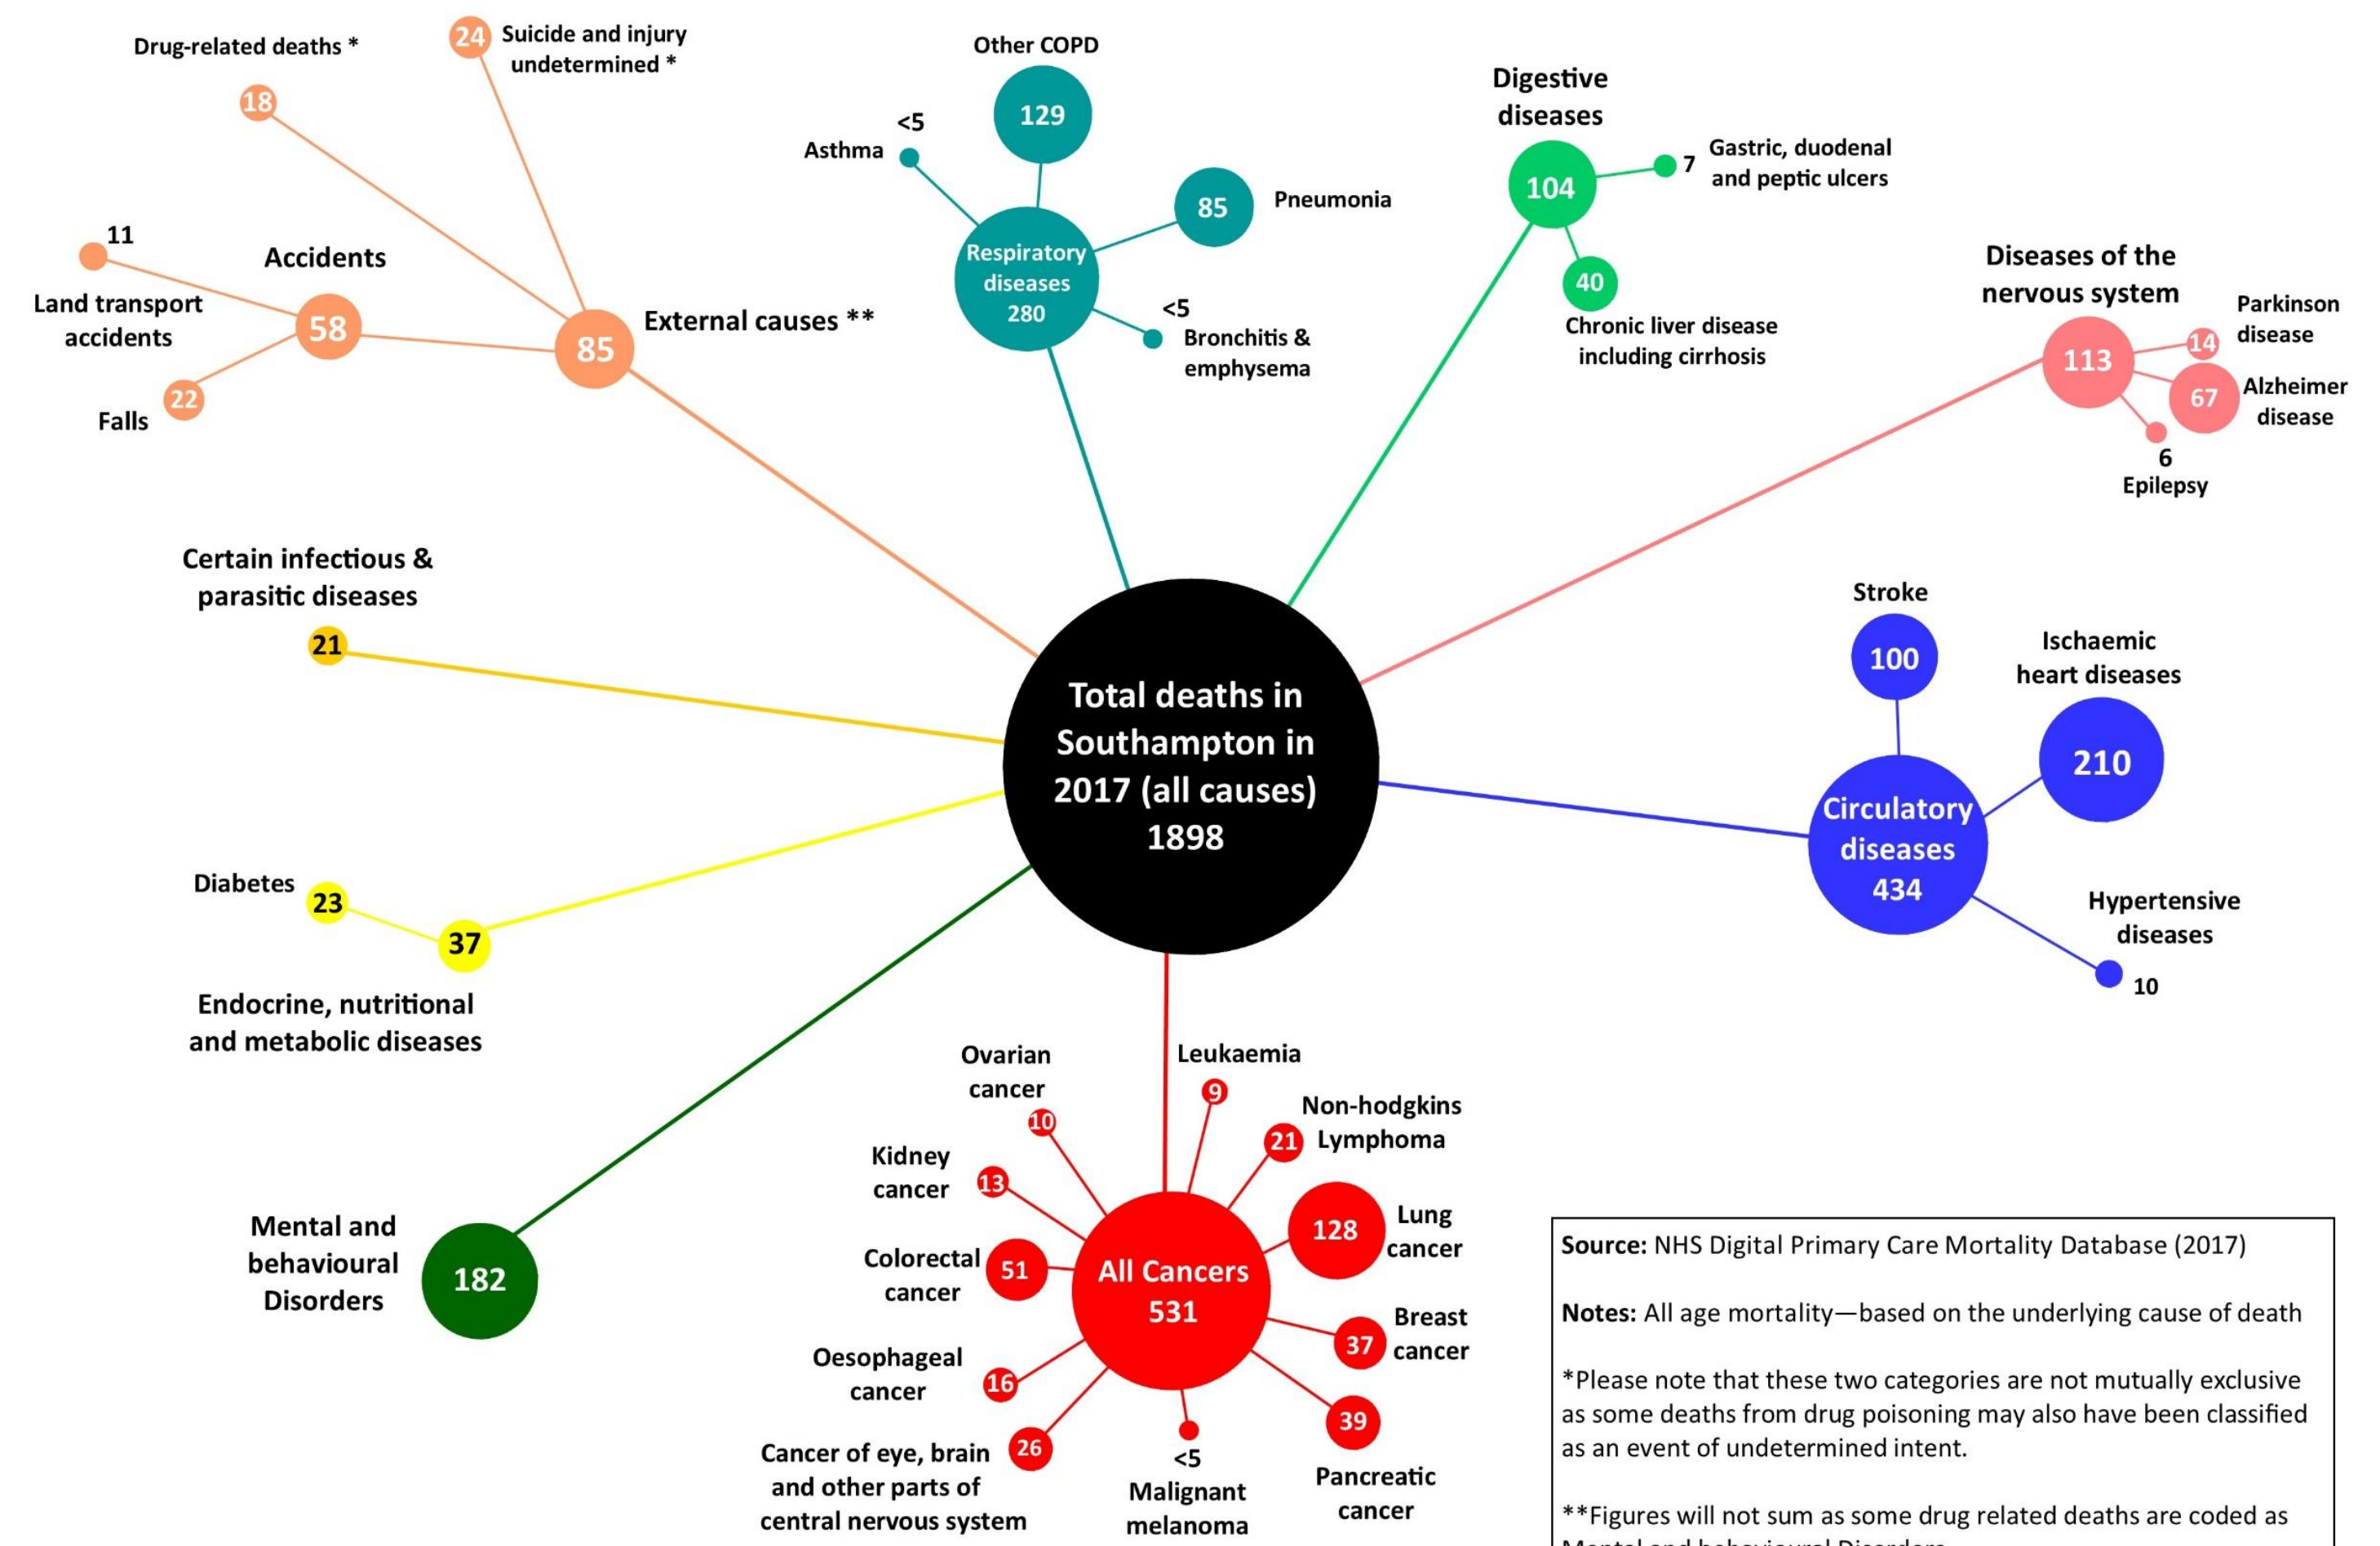 Drug-related deaths *
18
24
Suicide and injury
undetermined *
11
Land transport
accidents
Accidents
58
22
Falls
85
External causes **
Other COPD
129
<5
Asthma
85
Pneumonia
Respiratory
diseases
280
<5
Bronchitis &
emphysema
Digestive
diseases
104
7
Gastric, duodenal
and peptic ulcers
40
Chronic liver disease
including cirrhosis
Diseases of the
nervous system
113
14
Parkinson
disease
67
Alzheimer
disease
6
Epilepsy
Certain infectious &
parasitic diseases
21
Total deaths in
Southampton in
2017 (all causes)
1898
Stroke
100
Ischaemic
heart diseases
210
Circulatory
diseases
434
Hypertensive
diseases
10
Diabetes
23
37
Endocrine, nutritional
and metabolic diseases
Mental and
behavioural
Disorders
182
Ovarian
cancer
10
Leukaemia
9
Non-hodgkins
Lymphoma
21
Kidney
cancer
13
Lung
cancer
128
Colorectal
cancer
51
All Cancers
531
Breast
cancer
37
Oesophageal
cancer
16
39
Pancreatic
cancer
Cancer of eye, brain
and other parts of
central nervous system
26
<5
Malignant
melanoma
Source: NHS Digital Primary Care Mortality Database (2017)
Notes: All age mortality—based on the underlying cause of death
*Please note that these two categories are not mutually exclusive
as some deaths from drug poisoning may also have been classified
as an event of undetermined intent.
**Figures will not sum as some drug related deaths are coded as
Mental and behavioural Disorders